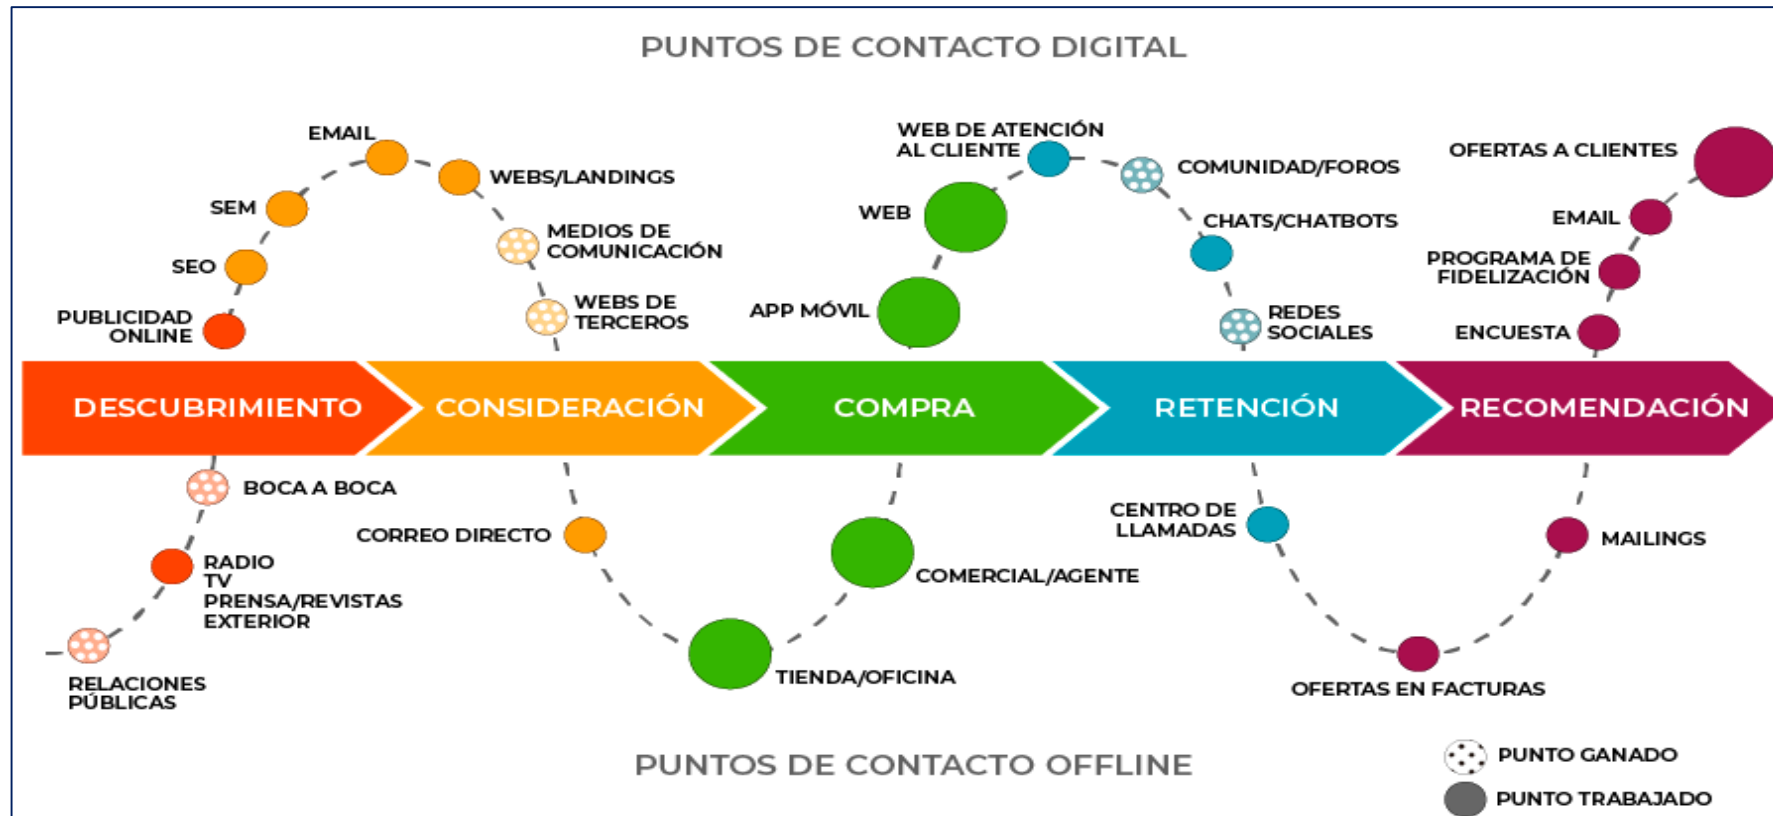 PUNTOS DE CONTACTO DIGITAL
EMAIL
SEM
SEO
PUBLICIDAD
ONLINE
WEBS/LANDINGS
MEDIOS DE
COMUNICACIÓN
WEBS DE
TERCEROS
WEB DE ATENCIÓN
AL CLIENTE
WEB
APP MÓVIL
COMUNIDAD/FOROS
CHATS/CHATBOTS
REDES
SOCIALES
OFERTAS A CLIENTES
EMAIL
PROGRAMA DE
FIDELIZACIÓN
ENCUESTA
DESCUBRIMIENTO
CONSIDERACIÓN
COMPRA
RETENCIÓN
RECOMENDACIÓN
BOCA A BOCA
RADIO
TV
PRENSA/REVISTAS
EXTERIOR
RELACIONES
PÚBLICAS
CORREO DIRECTO
COMERCIAL/AGENTE
TIENDA/OFICINA
CENTRO DE
LLAMADAS
MAILINGS
OFERTAS EN FACTURAS
PUNTOS DE CONTACTO OFFLINE
PUNTO GANADO
PUNTO TRABAJADO